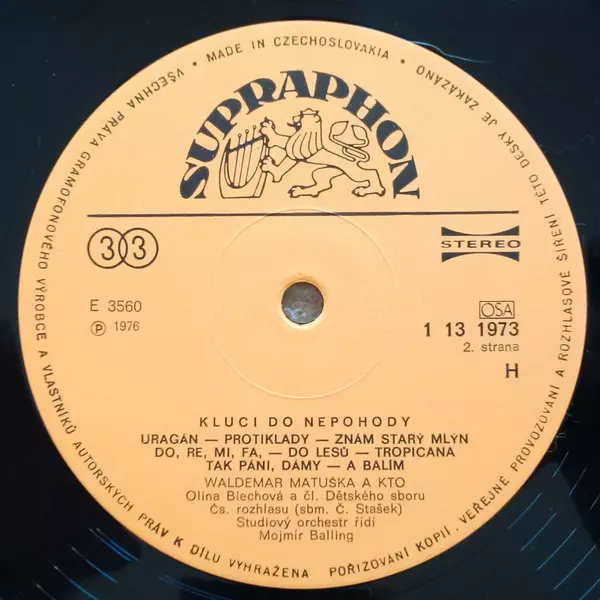 VŠECHNA PRÁVA GRAMOFONOVÉHO VÝROBCE A VLASTNÍKŮ AUTORSKÝCH PRÁV K DÍLU VYHRAŽENA • MADE IN CZECHOSLOVAKIA • POŘIZOVÁNÍ KOPIÍ, VEŘEJNÉ PROVOZOVÁNÍ A ROZHLASOVÉ ŠÍŘENÍ TÉTO DESKY JE ZAKÁZÁNO
SUPRAPHON
33
STEREO
E 3560
Ⓟ 1976
OSA
1 13 1973
2. strana
H
KLUCI DO NEPOHODY
URAGÁN — PROTIKLADY — ZNÁM STARÝ MLÝN
DO, RE, MI, FA, — DO LESŮ — TROPICANA
TAK PÁNI, DÁMY — A BALÍM
WALDEMAR MATUŠKA A KTO
Olina Blechová a čl. Dětského sboru
Čs. rozhlasu (sbm. Č. Stašek)
Studiový orchestr řídí
Mojmír Balling